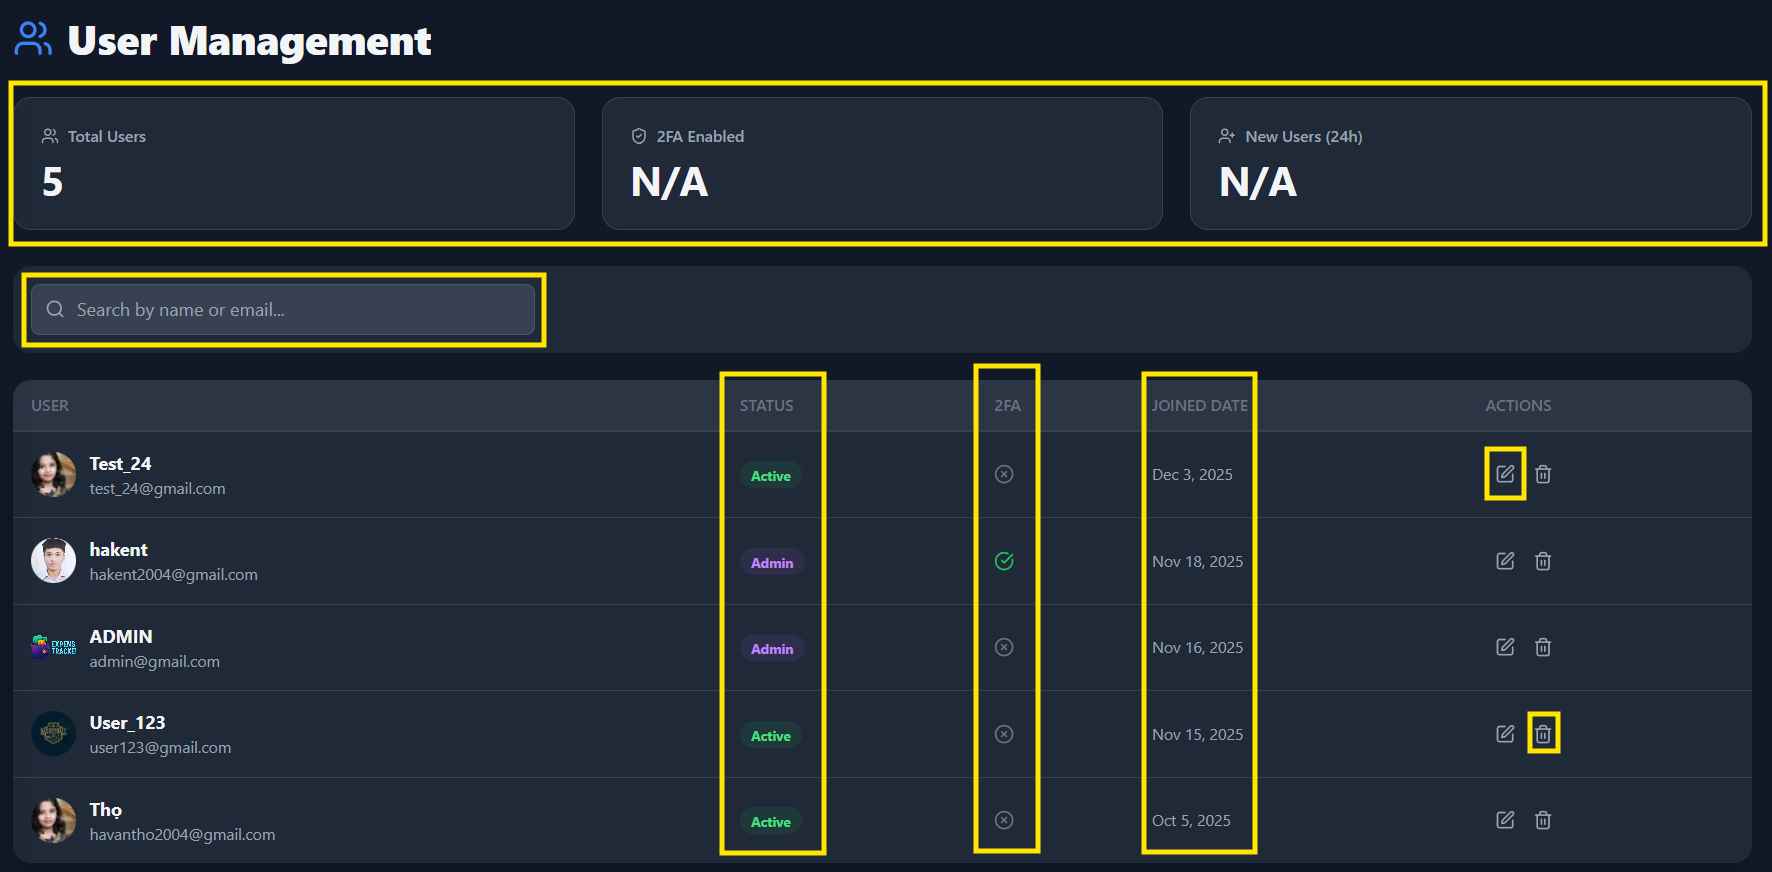 User Management
Total Users
5
2FA Enabled
N/A
New Users (24h)
N/A
Search by name or email...
USER STATUS 2FA JOINED DATE ACTIONS
Test_24
test_24@gmail.com
Active
Dec 3, 2025
hakent
hakent2004@gmail.com
Admin
Nov 18, 2025
EXPENS
TRACKE
ADMIN
admin@gmail.com
Admin
Nov 16, 2025
User_123
user123@gmail.com
Active
Nov 15, 2025
Thọ
havantho2004@gmail.com
Active
Oct 5, 2025